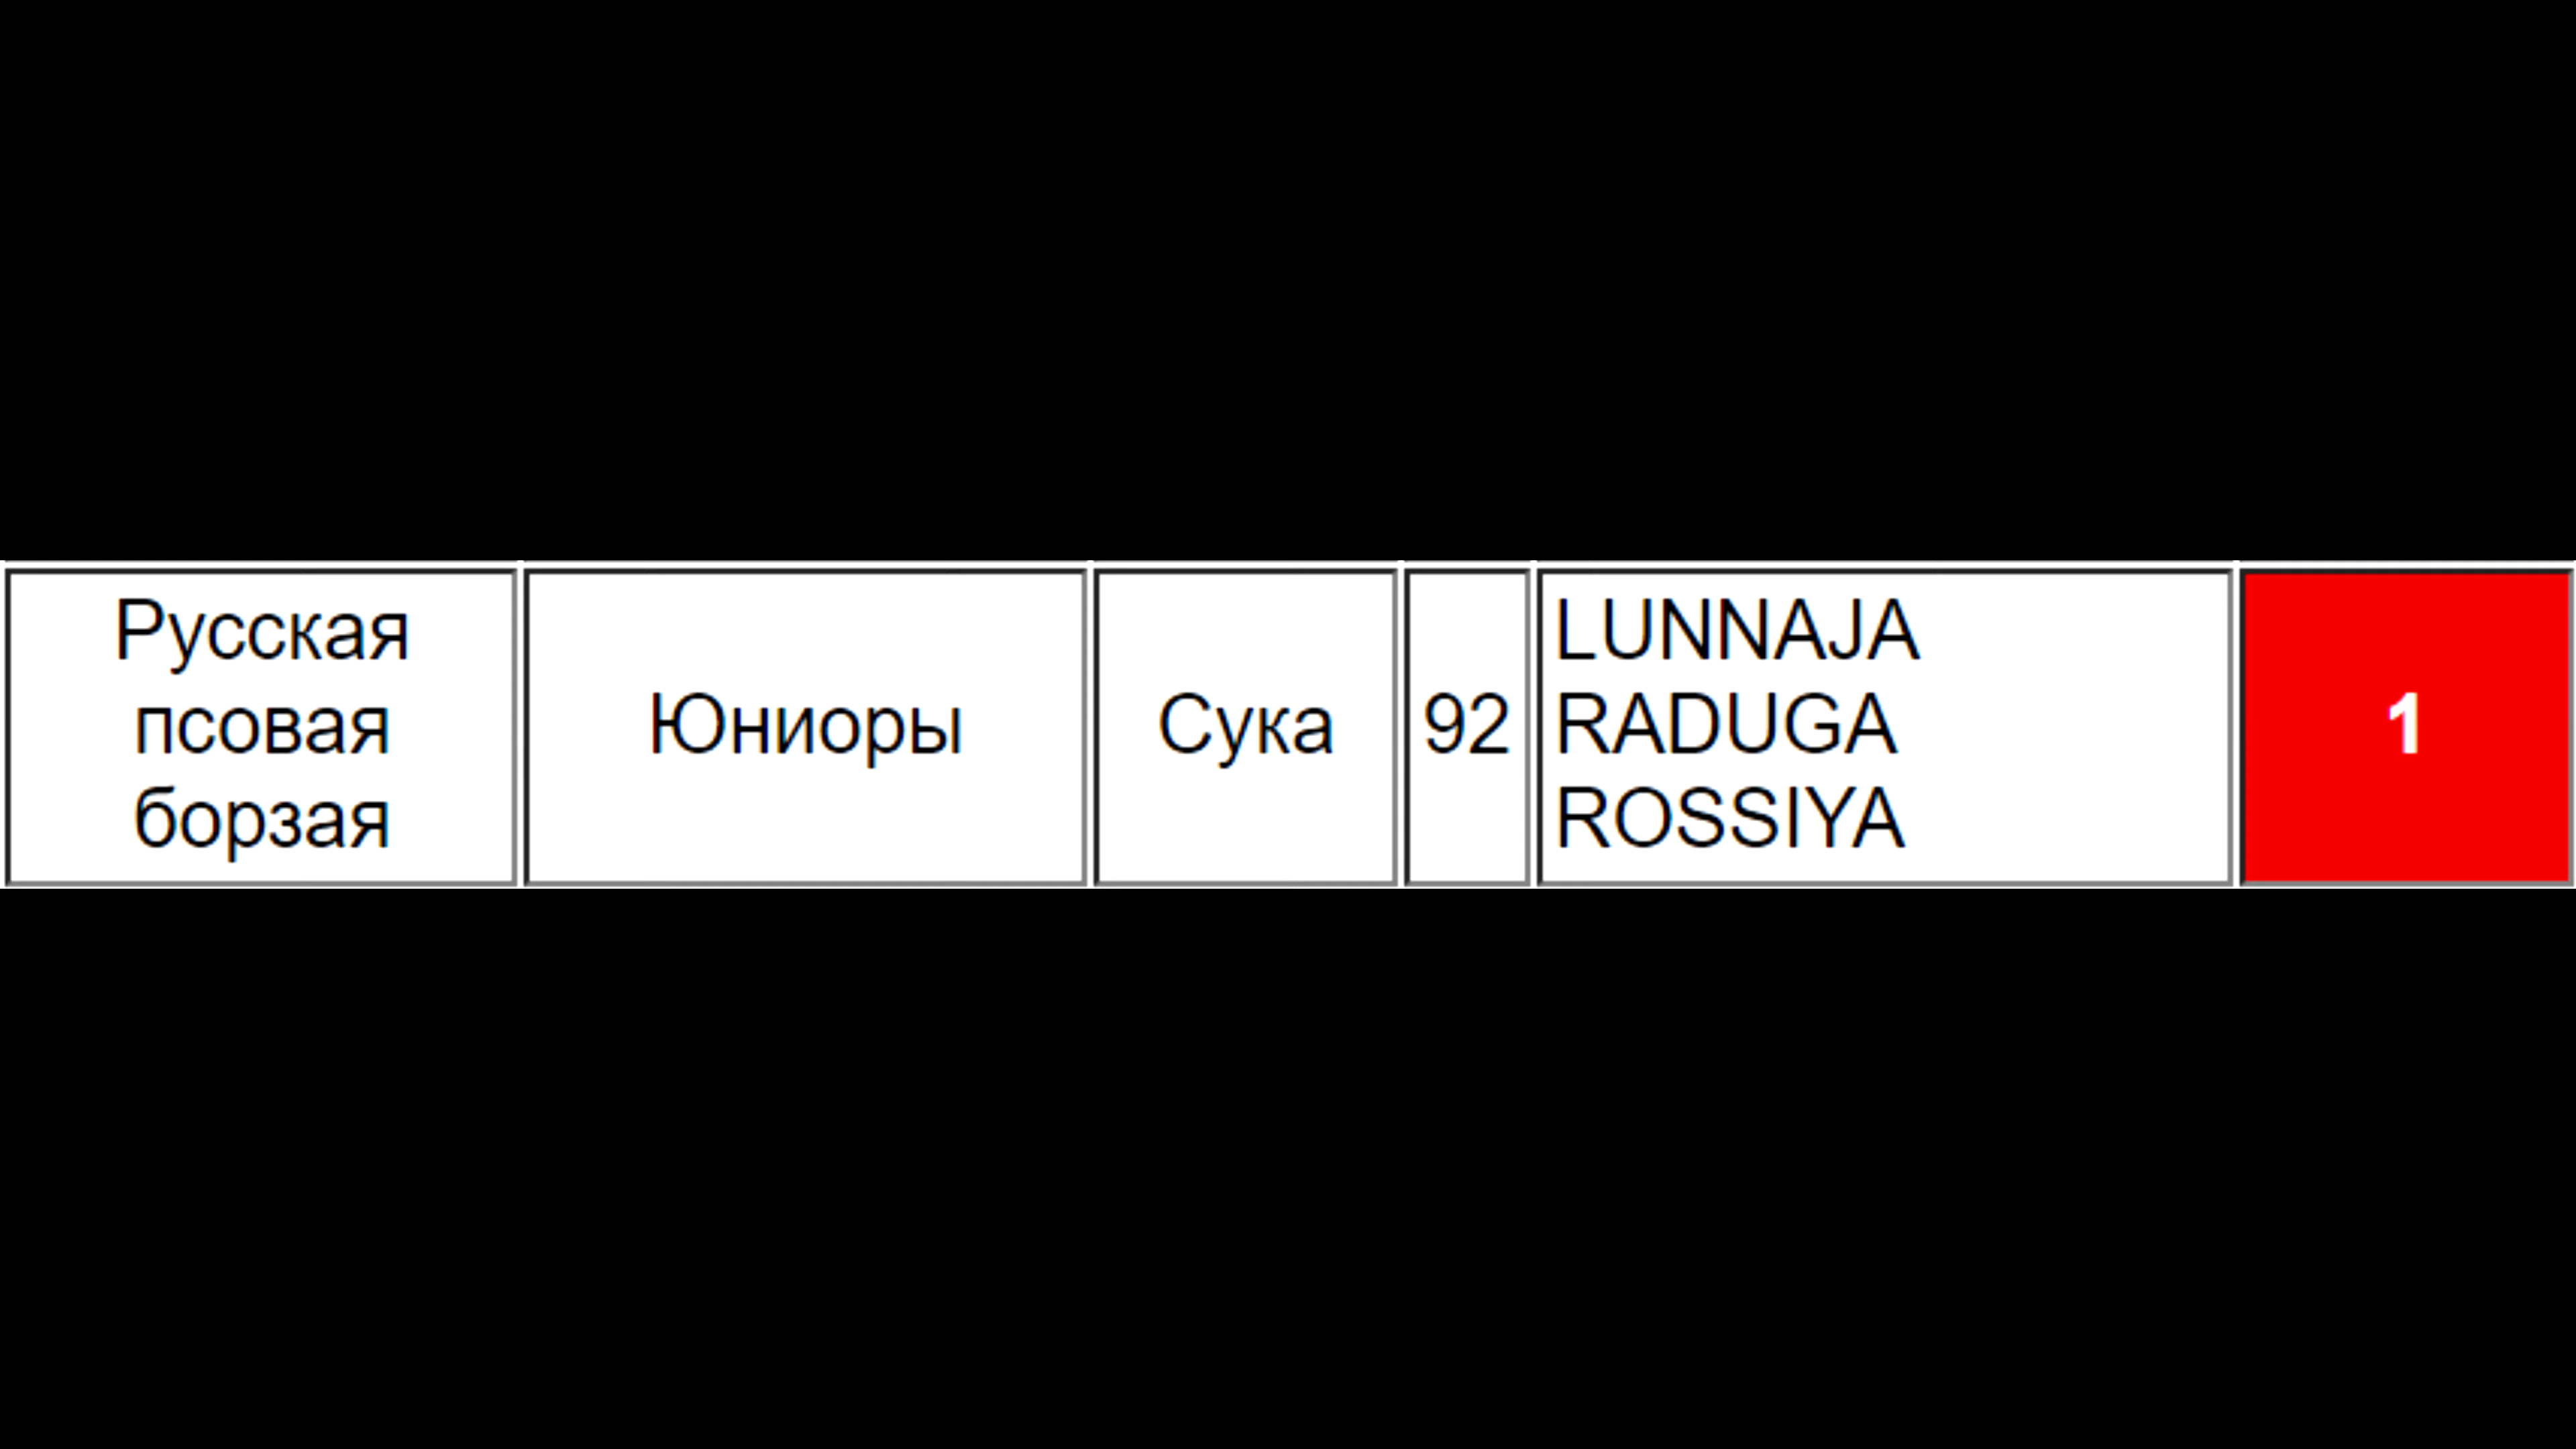 Русская
псовая
борзая
Юниоры
Сука
92
LUNNAJA
RADUGA
ROSSIYA
1